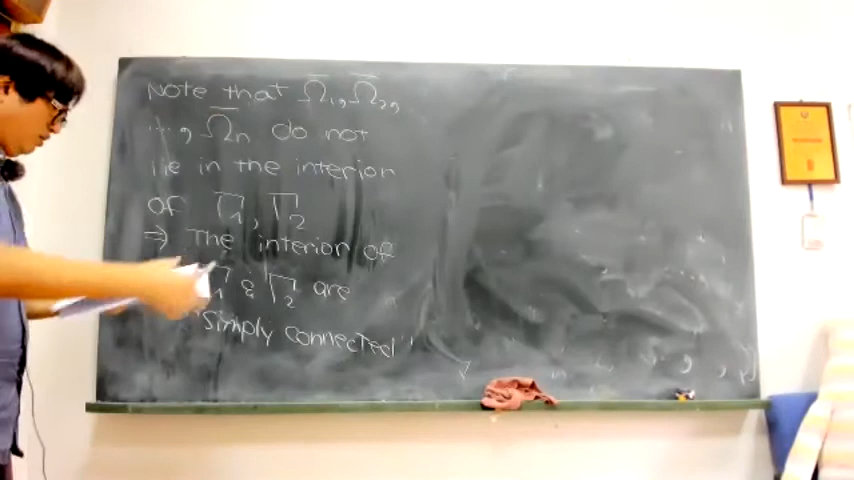 Note that Ω̅₁, Ω̅₂,
..., Ω̅n do not
lie in the interior
of Γ₁, Γ₂
⇒ The interior of
Γ₁ & Γ₂ are
"simply connected"